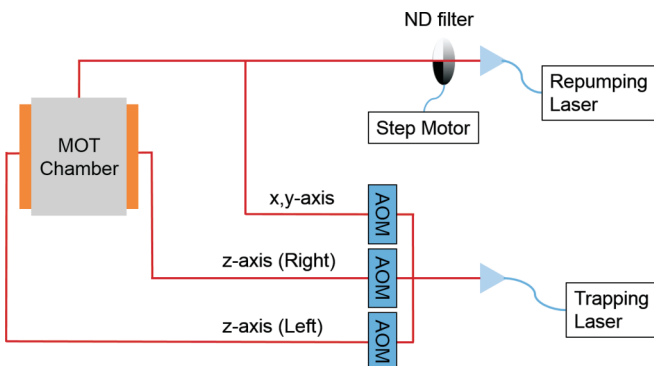 ND filter
Repumping
Laser
Step Motor
MOT
Chamber
x,y-axis
AOM
z-axis (Right)
AOM
Trapping
Laser
z-axis (Left)
AOM